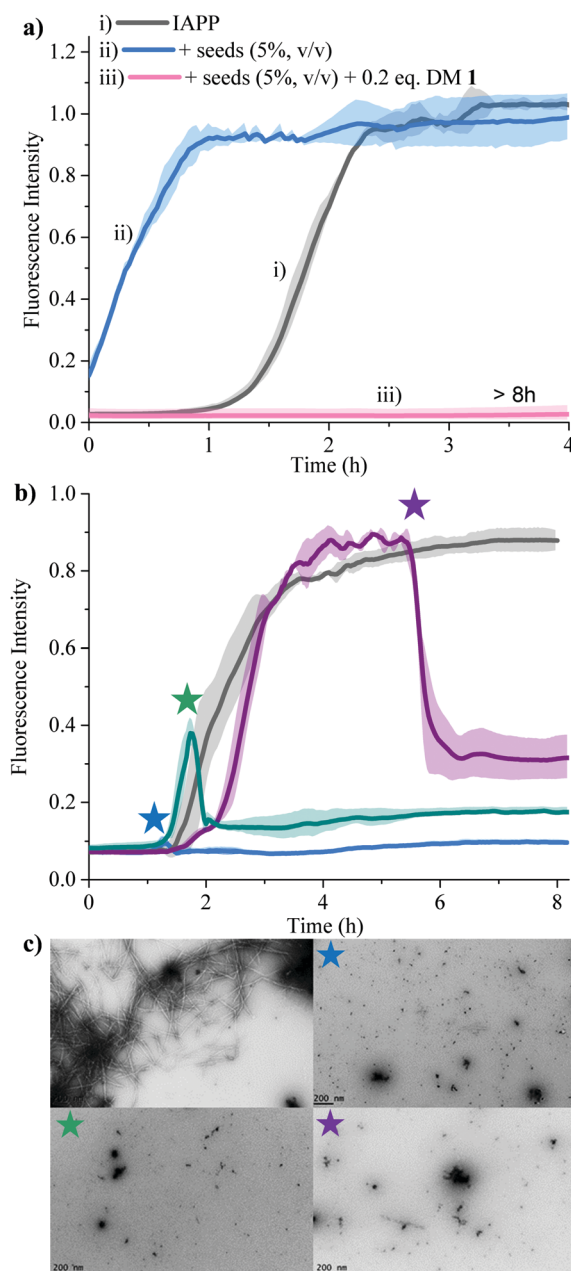 a)
i) IAPP
ii) + seeds (5%, v/v)
iii) + seeds (5%, v/v) + 0.2 eq. DM 1
Fluorescence Intensity
1.2
1.0
0.8
0.6
0.4
0.2
0.0
ii)
i)
iii)
> 8h
0 1 2 3 4
Time (h)
b)
Fluorescence Intensity
1.0
0.8
0.6
0.4
0.2
0.0
0 2 4 6 8
Time (h)
c)
200 nm
200 nm
200 nm
200 nm